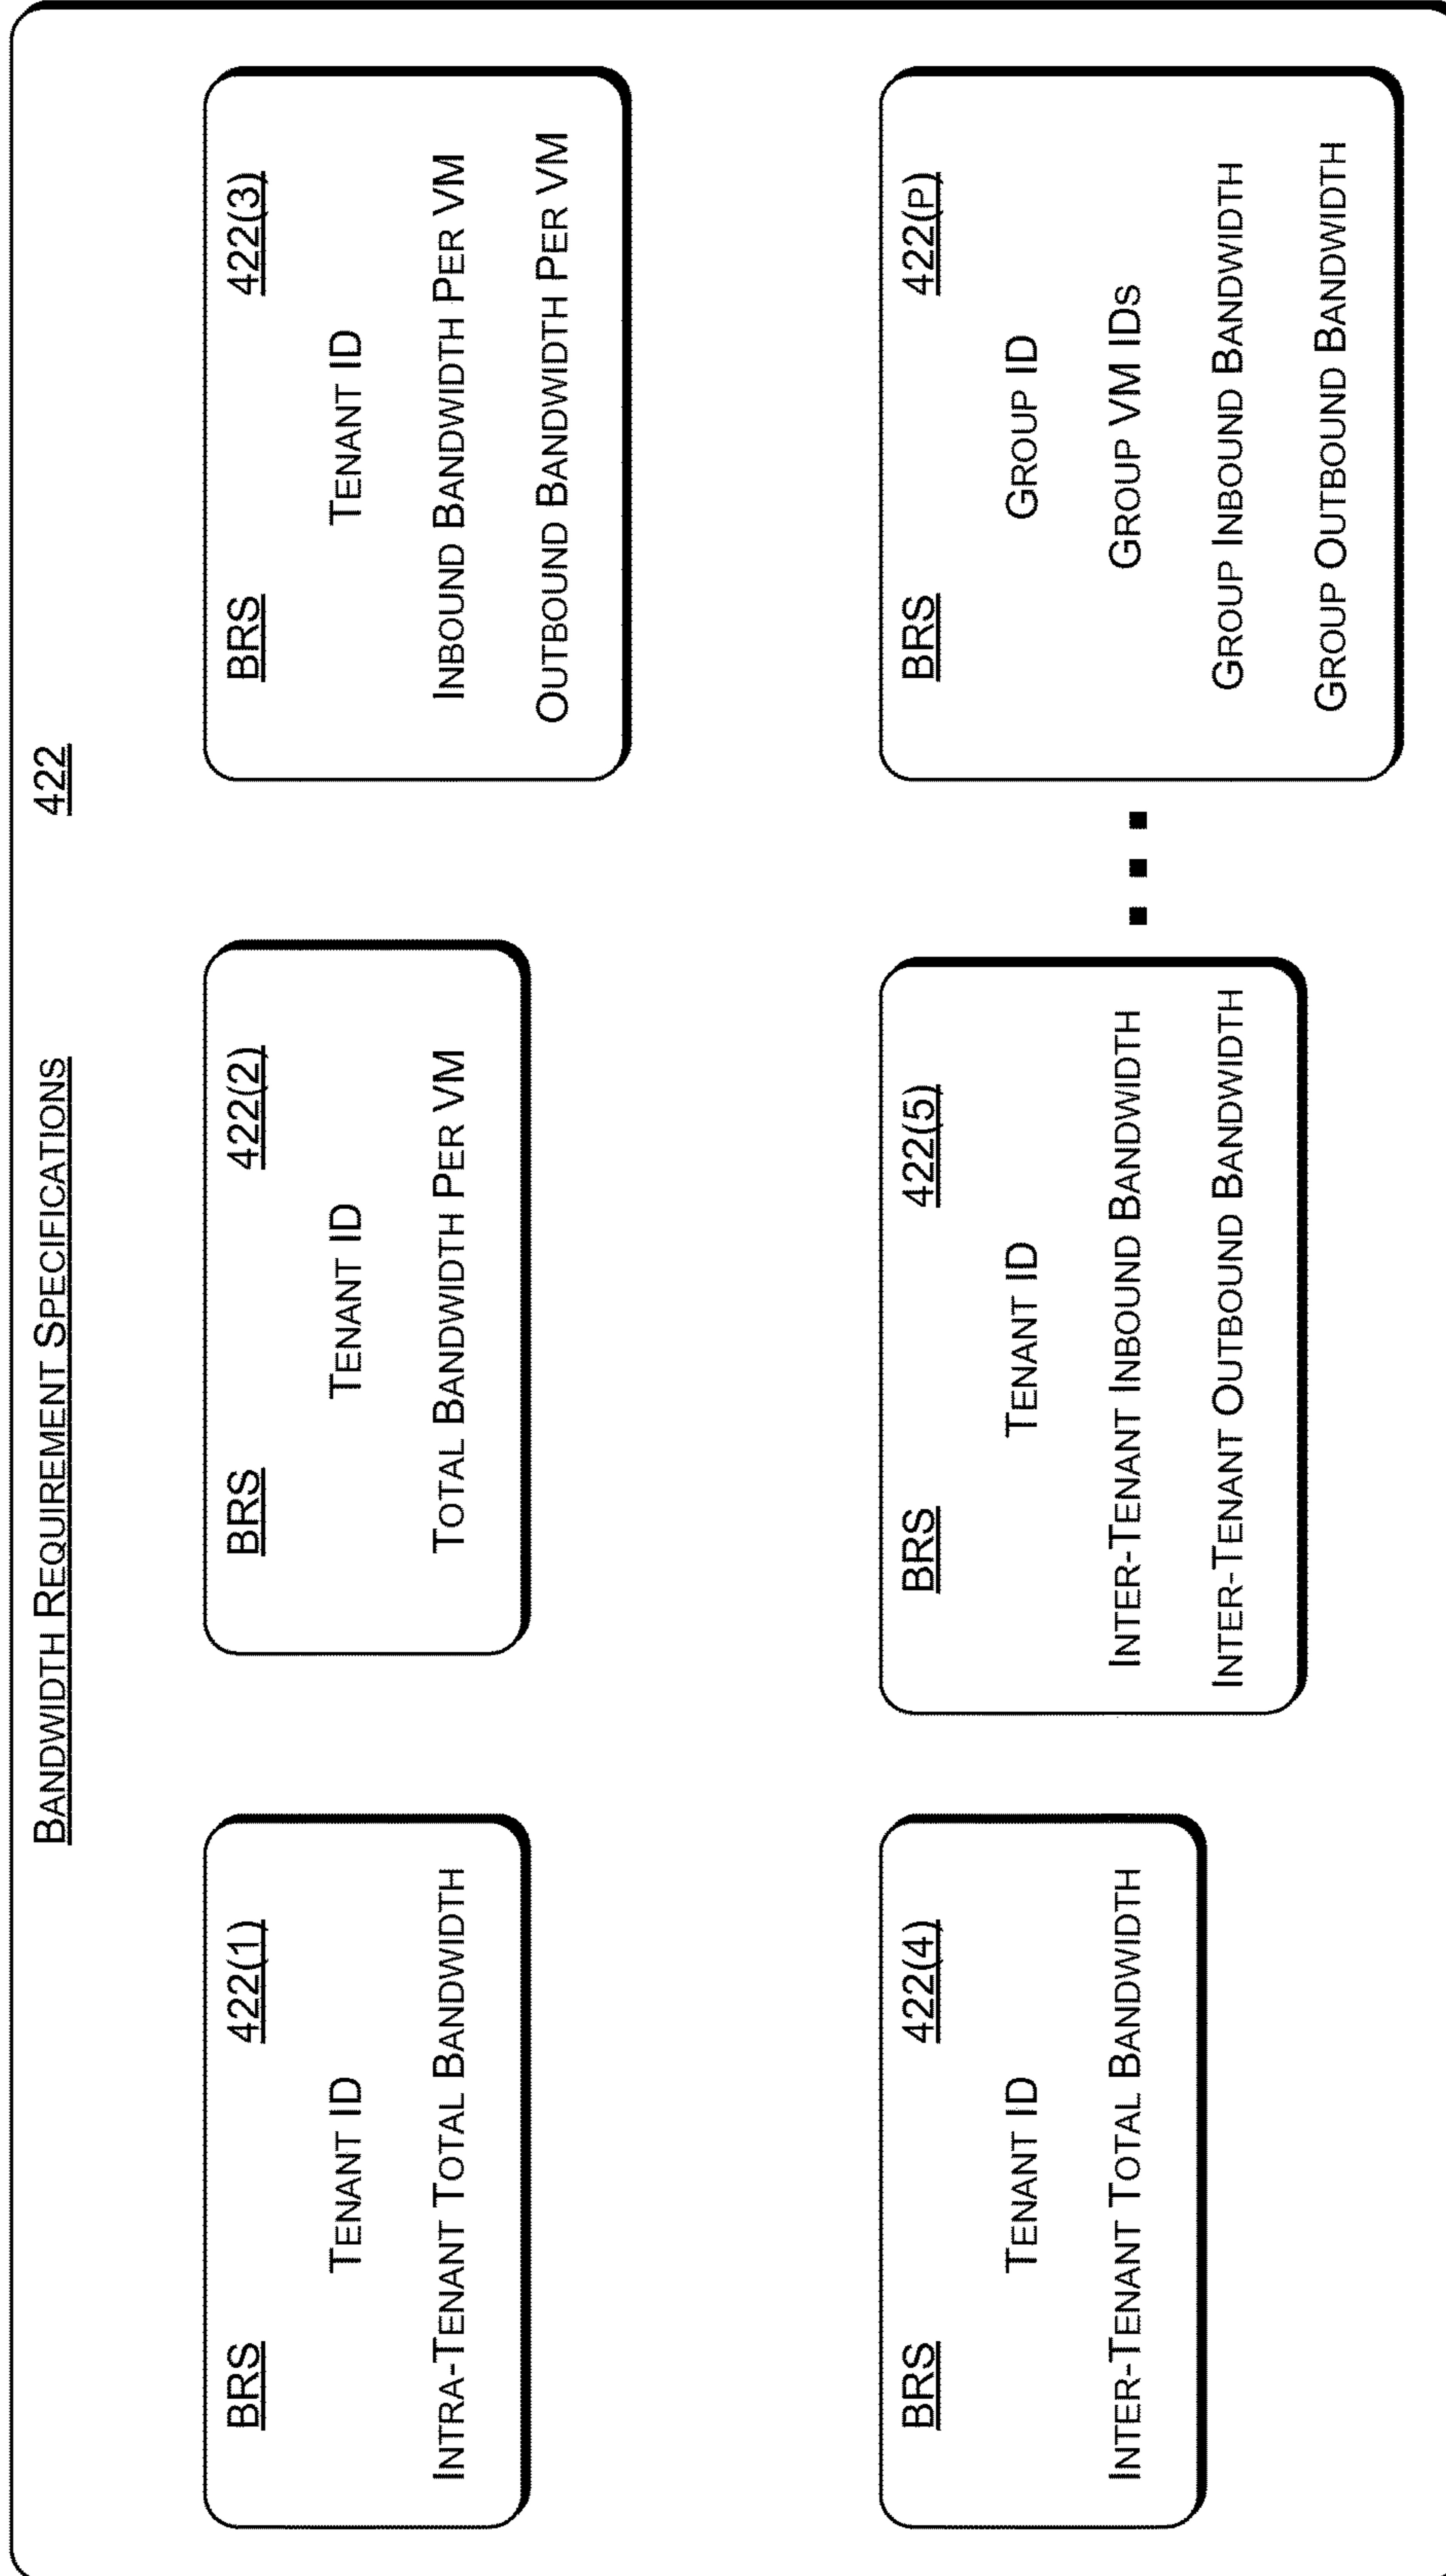 BANDWIDTH REQUIREMENT SPECIFICATIONS 422
BRS 422(1)
TENANT ID
INTRA-TENANT TOTAL BANDWIDTH
BRS 422(2)
TENANT ID
TOTAL BANDWIDTH PER VM
BRS 422(3)
TENANT ID
INBOUND BANDWIDTH PER VM
OUTBOUND BANDWIDTH PER VM
BRS 422(4)
TENANT ID
INTER-TENANT TOTAL BANDWIDTH
BRS 422(5)
TENANT ID
INTER-TENANT INBOUND BANDWIDTH
INTER-TENANT OUTBOUND BANDWIDTH
BRS 422(P)
GROUP ID
GROUP VM IDS
GROUP INBOUND BANDWIDTH
GROUP OUTBOUND BANDWIDTH